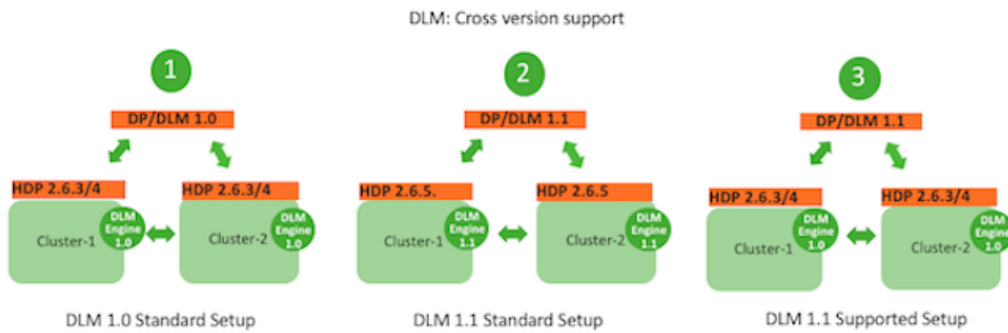 DLM: Cross version support
1
2
3
DP/DLM 1.0
DP/DLM 1.1
DP/DLM 1.1
HDP 2.6.3/4
HDP 2.6.3/4
HDP 2.6.5.
HDP 2.6.5
HDP 2.6.3/4
HDP 2.6.3/4
Cluster-1
DLM
Engine
1.0
Cluster-2
DLM
Engine
1.0
Cluster-1
DLM
Engine
1.1
Cluster-2
DLM
Engine
1.1
Cluster-1
DLM
Engine
1.0
Cluster-2
DLM
Engine
1.0
DLM 1.0 Standard Setup
DLM 1.1 Standard Setup
DLM 1.1 Supported Setup